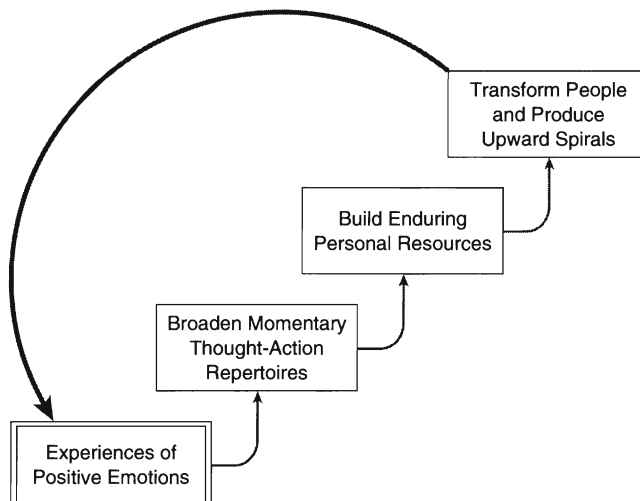 Transform People
and Produce
Upward Spirals
Build Enduring
Personal Resources
Broaden Momentary
Thought-Action
Repertoires
Experiences of
Positive Emotions